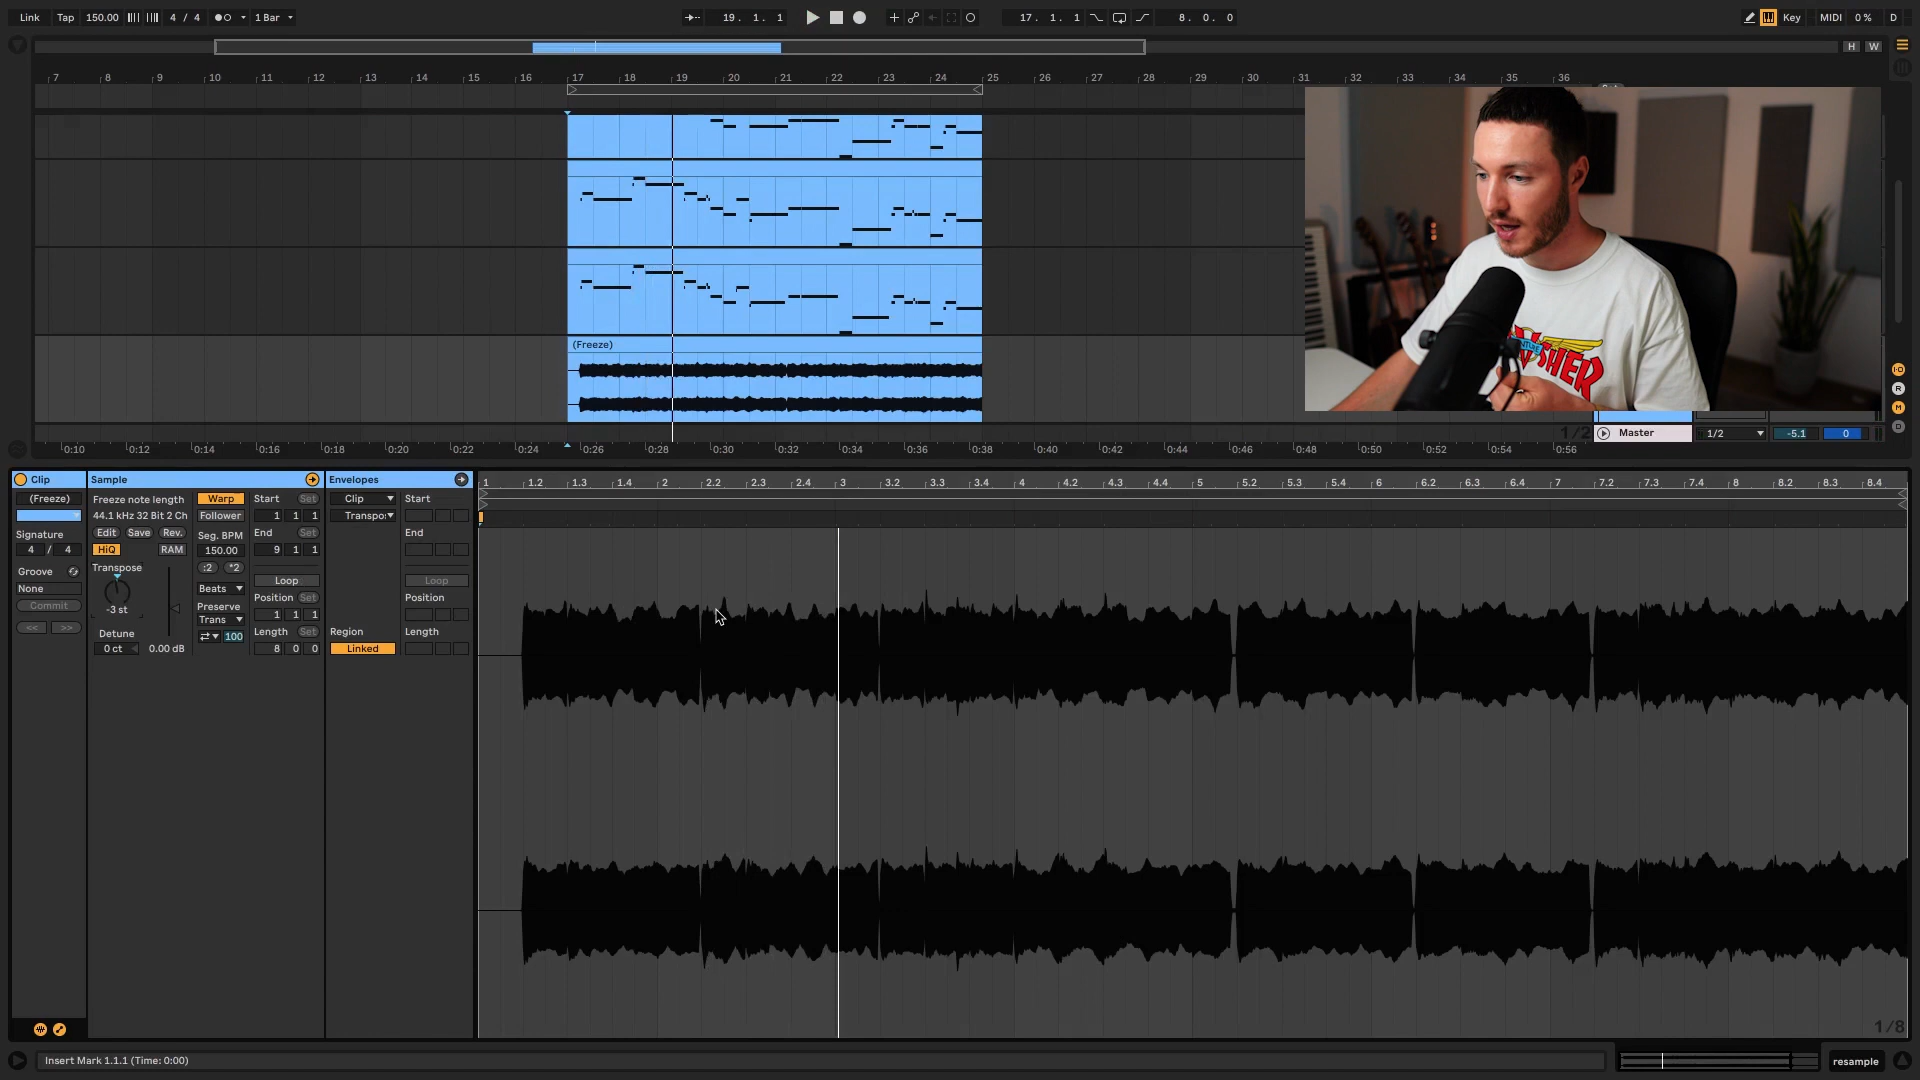 Link Tap 150.00 4 / 4 1 Bar 19. 1. 1 17. 1. 1 8. 0. 0 Key MIDI 0 % D
H W
7 8 9 10 11 12 13 14 15 16 17 18 19 20 21 22 23 24 25 26 27 28 29 30 31 32 33 34 35 36
(Freeze)
I·O
R
M
D
1/2 Master 1/2 -5.1 0
0:10 0:12 0:14 0:16 0:18 0:20 0:22 0:24 0:26 0:28 0:30 0:32 0:34 0:36 0:38 0:40 0:42 0:44 0:46 0:48 0:50 0:52 0:54 0:56
Clip Sample Envelopes
1 1.2 1.3 1.4 2 2.2 2.3 2.4 3 3.2 3.3 3.4 4 4.2 4.3 4.4 5 5.2 5.3 5.4 6 6.2 6.3 6.4 7 7.2 7.3 7.4 8 8.2 8.3 8.4
(Freeze) Freeze note length Warp Start Set Clip Start
44.1 kHz 32 Bit 2 Ch Follower 1 1 1 Transpo:
Signature Edit Save Rev. Seg. BPM End Set End
4 / 4 HiQ RAM 150.00 9 1 1
Groove Transpose :2 *2 Loop Loop
None Beats Position Set Position
Commit -3 st Preserve 1 1 1
<< >> Trans
Detune 100 Length Set Region Length
0 ct 0.00 dB 8 0 0 Linked
1/8
Insert Mark 1.1.1 (Time: 0:00) resample